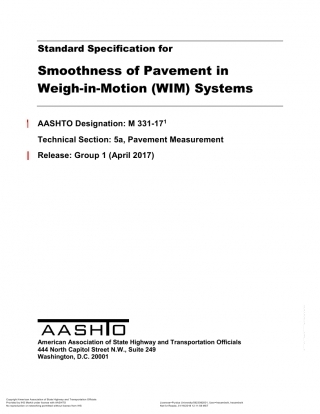 Standard Specification for
Smoothness of Pavement in
Weigh-in-Motion (WIM) Systems
AASHTO Designation: M 331-17¹
Technical Section: 5a, Pavement Measurement
Release: Group 1 (April 2017)
AASHTO
American Association of State Highway and Transportation Officials
444 North Capitol Street N.W., Suite 249
Washington, D.C. 20001